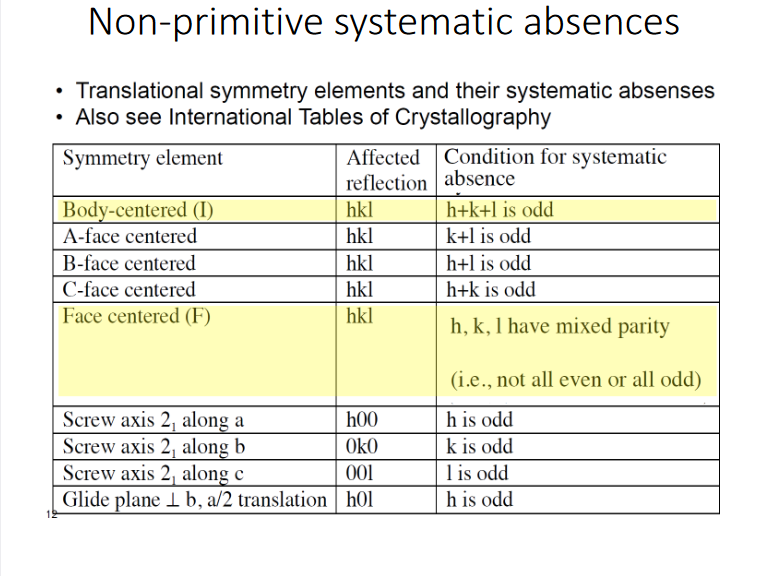 Non-primitive systematic absences
• Translational symmetry elements and their systematic absenses
• Also see International Tables of Crystallography
Symmetry element Affected reflection Condition for systematic absence
Body-centered (I) hkl h+k+l is odd
A-face centered hkl k+l is odd
B-face centered hkl h+l is odd
C-face centered hkl h+k is odd
Face centered (F) hkl h, k, l have mixed parity
(i.e., not all even or all odd)
Screw axis 2₁ along a h00 h is odd
Screw axis 2₁ along b 0k0 k is odd
Screw axis 2₁ along c 00l l is odd
Glide plane ⊥ b, a/2 translation h0l h is odd
12